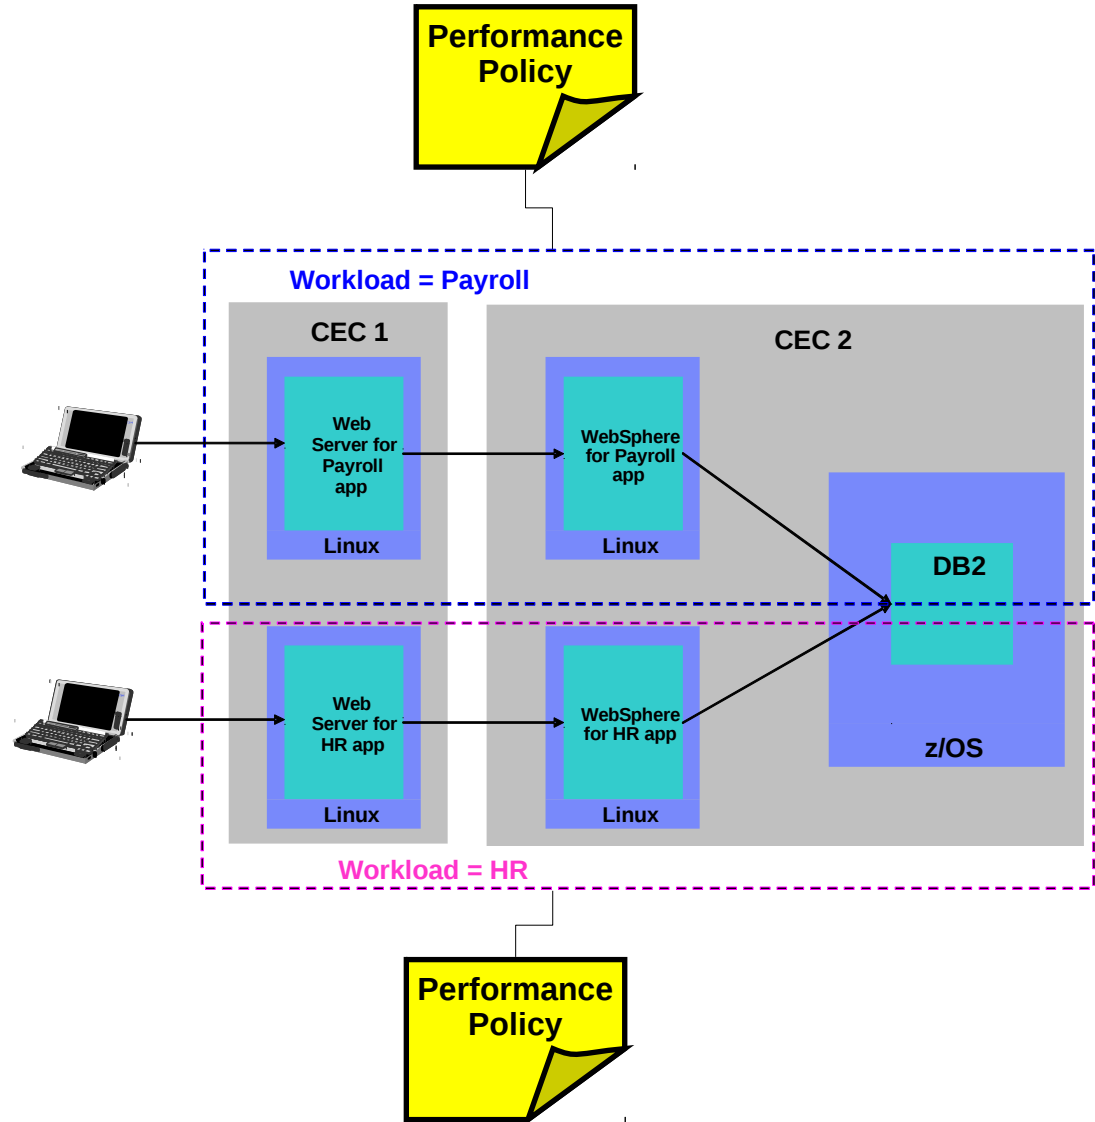 Performance
Policy
Workload = Payroll
CEC 1
CEC 2
Web
Server for
Payroll
app
Linux
WebSphere
for Payroll
app
Linux
DB2
Web
Server for
HR app
Linux
WebSphere
for HR app
Linux
z/OS
Workload = HR
Performance
Policy